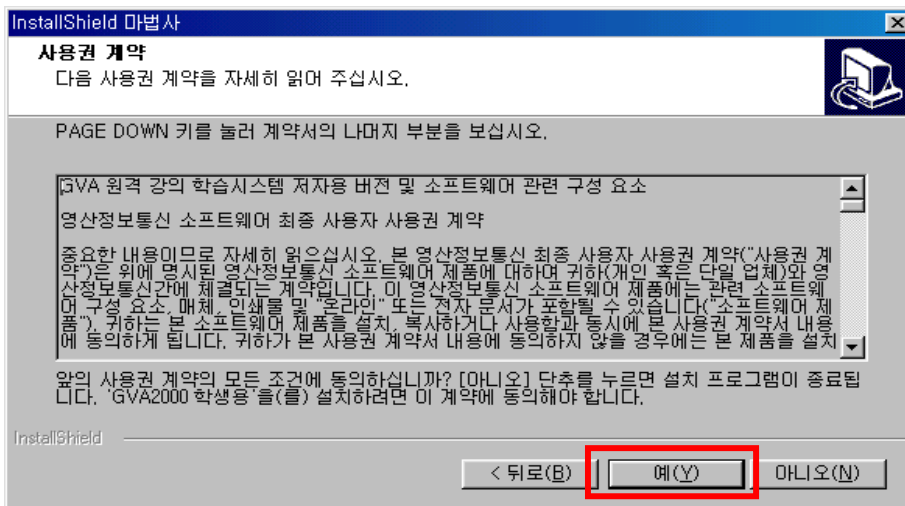 InstallShield 마법사
사용권 계약
다음 사용권 계약을 자세히 읽어 주십시오.
PAGE DOWN 키를 눌러 계약서의 나머지 부분을 보십시오.
GVA 원격 강의 학습시스템 저자용 버전 및 소프트웨어 관련 구성 요소
영산정보통신 소프트웨어 최종 사용자 사용권 계약
중요한 내용이므로 자세히 읽으십시오. 본 영산정보통신 최종 사용자 사용권 계약("사용권 계
약")은 위에 명시된 영산정보통신 소프트웨어 제품에 대하여 귀하(개인 혹은 단일 업체)와 영
산정보통신간에 체결되는 계약입니다. 이 영산정보통신 소프트웨어 제품에는 관련 소프트웨
어 구성 요소, 매체, 인쇄물 및 "온라인" 또는 전자 문서가 포함될 수 있습니다("소프트웨어 제
품"). 귀하는 본 소프트웨어 제품을 설치, 복사하거나 사용함과 동시에 본 사용권 계약서 내용
에 동의하게 됩니다. 귀하가 본 사용권 계약서 내용에 동의하지 않을 경우에는 본 제품을 설치
앞의 사용권 계약의 모든 조건에 동의하십니까? [아니오] 단추를 누르면 설치 프로그램이 종료됩
니다. 'GVA2000 학생용'을(를) 설치하려면 이 계약에 동의해야 합니다.
InstallShield
< 뒤로(B) 예(Y) 아니오(N)